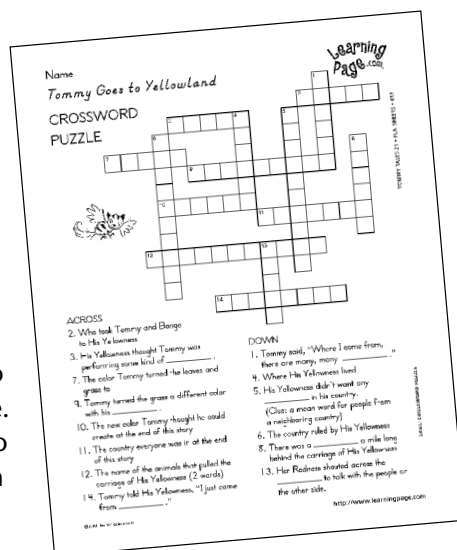 Learning
Page.com
Name
Tommy Goes to Yellowland
CROSSWORD
PUZZLE
ACROSS
2. Who took Tommy and Bongo
to His Yellowness
3. His Yellowness thought Tommy was
performing some kind of ________.
7. The color Tommy turned the leaves and
grass to
9. Tommy turned the grass a different color
with his ________.
10. The new color Tommy thought he could
create at the end of this story
11. The country everyone was in at the end
of this story
12. The name of the animals that pulled the
carriage of His Yellowness (2 words)
14. Tommy told His Yellowness, "I just came
from ________."
DOWN
1. Tommy said, "Where I come from,
there are many, many ________."
4. Where His Yellowness lived
5. His Yellowness didn't want any
________ in his country.
(Clue: a mean word for people from
a neighboring country)
6. The country ruled by His Yellowness
8. There was a ________ a mile long
behind the carriage of His Yellowness
13. Her Redness shouted across the
________ to talk with the people on
the other side.
http://www.learningpage.com